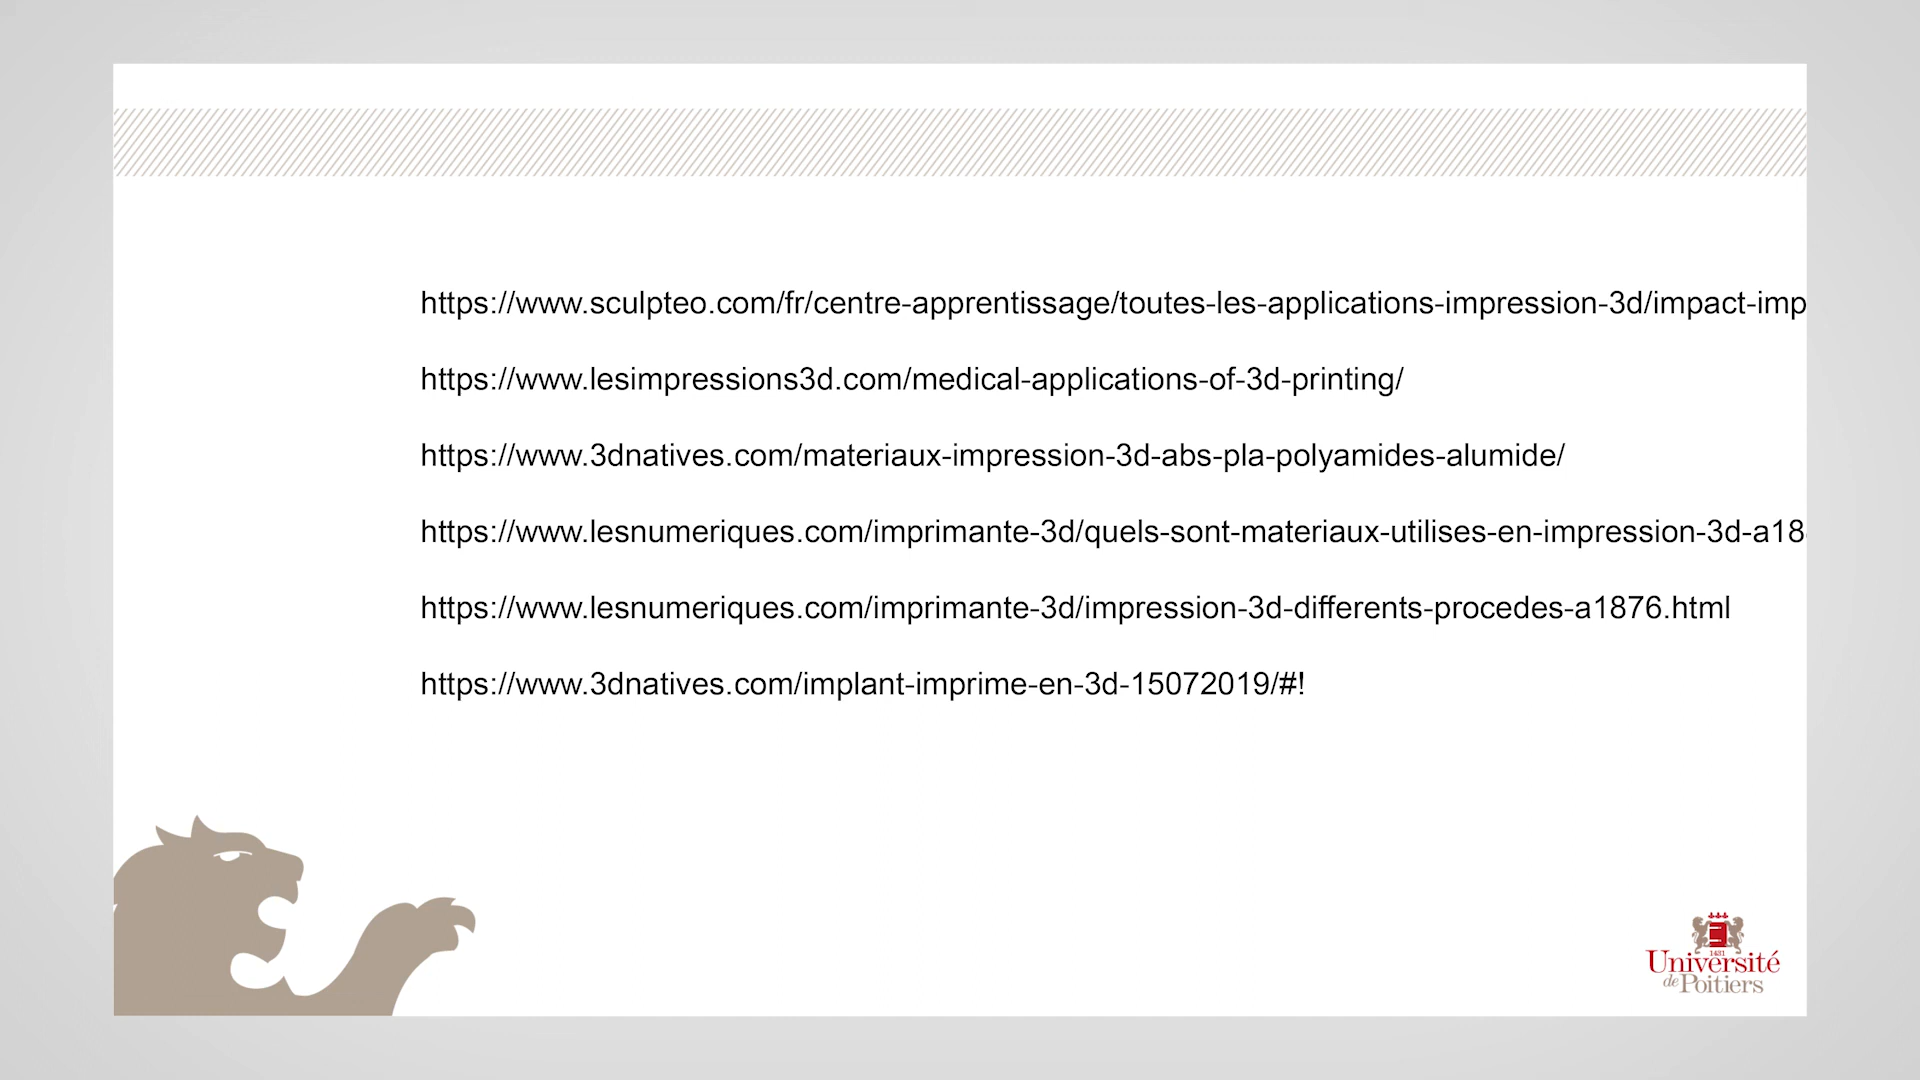 https://www.sculpteo.com/fr/centre-apprentissage/toutes-les-applications-impression-3d/impact-imp
https://www.lesimpressions3d.com/medical-applications-of-3d-printing/
https://www.3dnatives.com/materiaux-impression-3d-abs-pla-polyamides-alumide/
https://www.lesnumeriques.com/imprimante-3d/quels-sont-materiaux-utilises-en-impression-3d-a18
https://www.lesnumeriques.com/imprimante-3d/impression-3d-differents-procedes-a1876.html
https://www.3dnatives.com/implant-imprime-en-3d-15072019/#!
1431
Université
de Poitiers